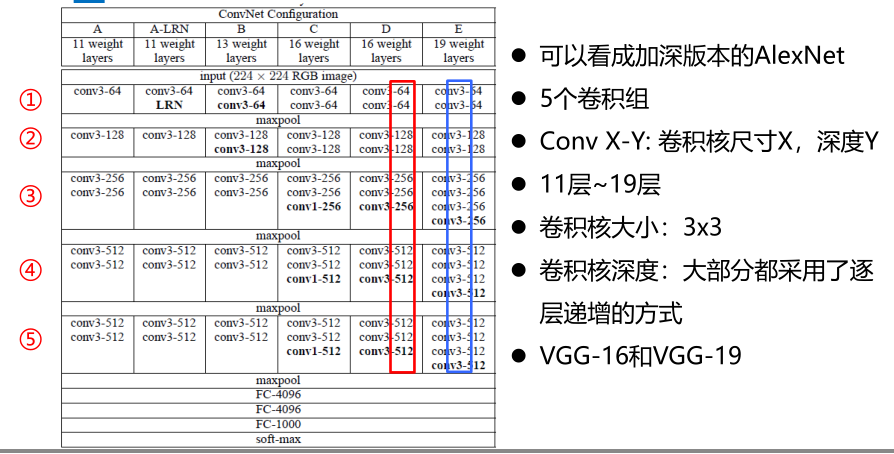 ConvNet Configuration
A A-LRN B C D E
11 weight layers 11 weight layers 13 weight layers 16 weight layers 16 weight layers 19 weight layers
input (224 × 224 RGB image)
① conv3-64 conv3-64 conv3-64 conv3-64 conv3-64 conv3-64
LRN conv3-64 conv3-64 conv3-64 conv3-64
maxpool
② conv3-128 conv3-128 conv3-128 conv3-128 conv3-128 conv3-128
conv3-128 conv3-128 conv3-128 conv3-128
maxpool
③ conv3-256 conv3-256 conv3-256 conv3-256 conv3-256 conv3-256
conv3-256 conv3-256 conv3-256 conv3-256 conv3-256 conv3-256
conv1-256 conv3-256 conv3-256
conv3-256
maxpool
④ conv3-512 conv3-512 conv3-512 conv3-512 conv3-512 conv3-512
conv3-512 conv3-512 conv3-512 conv3-512 conv3-512 conv3-512
conv1-512 conv3-512 conv3-512
conv3-512
maxpool
⑤ conv3-512 conv3-512 conv3-512 conv3-512 conv3-512 conv3-512
conv3-512 conv3-512 conv3-512 conv3-512 conv3-512 conv3-512
conv1-512 conv3-512 conv3-512
conv3-512
maxpool
FC-4096
FC-4096
FC-1000
soft-max
● 可以看成加深版本的AlexNet
● 5个卷积组
● Conv X-Y: 卷积核尺寸X，深度Y
● 11层~19层
● 卷积核大小：3x3
● 卷积核深度：大部分都采用了逐
层递增的方式
● VGG-16和VGG-19